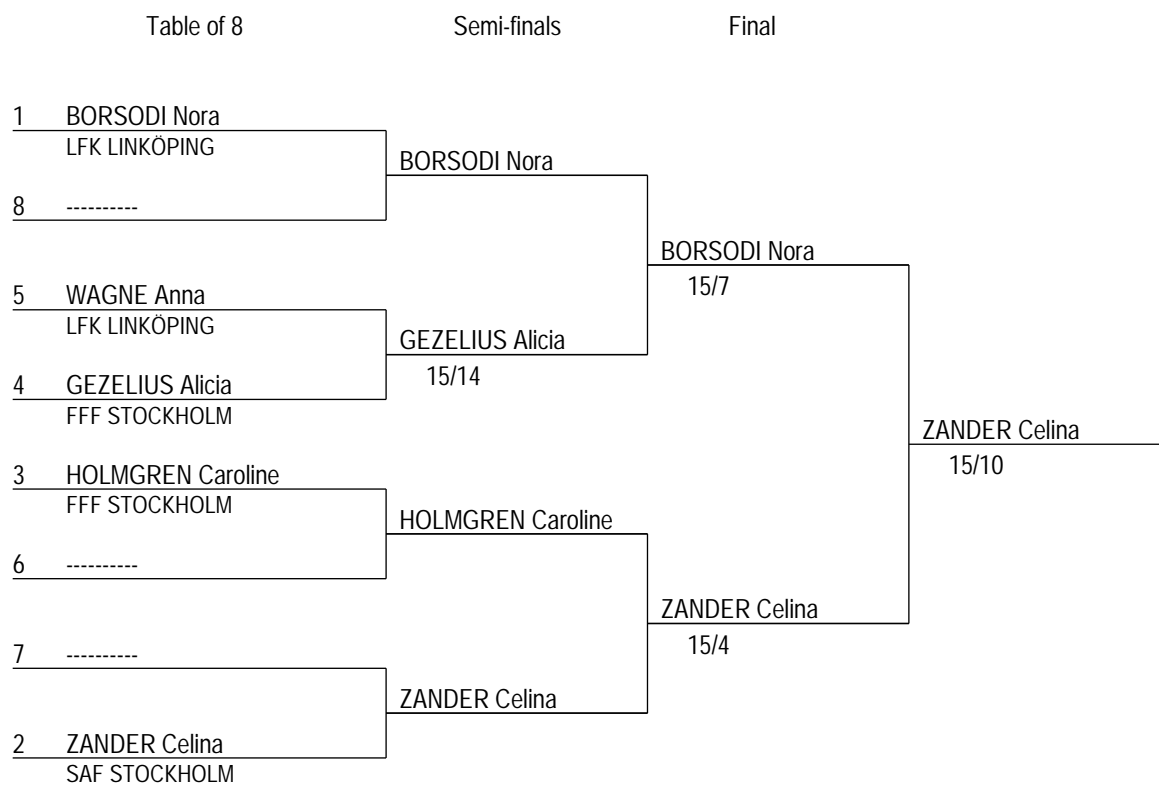 Table of 8 Semi-finals Final
1 BORSODI Nora
LFK LINKÖPING
BORSODI Nora
8 ----------
BORSODI Nora
15/7
5 WAGNE Anna
LFK LINKÖPING
GEZELIUS Alicia
15/14
4 GEZELIUS Alicia
FFF STOCKHOLM
ZANDER Celina
15/10
3 HOLMGREN Caroline
FFF STOCKHOLM
HOLMGREN Caroline
6 ----------
ZANDER Celina
15/4
7 ----------
ZANDER Celina
2 ZANDER Celina
SAF STOCKHOLM